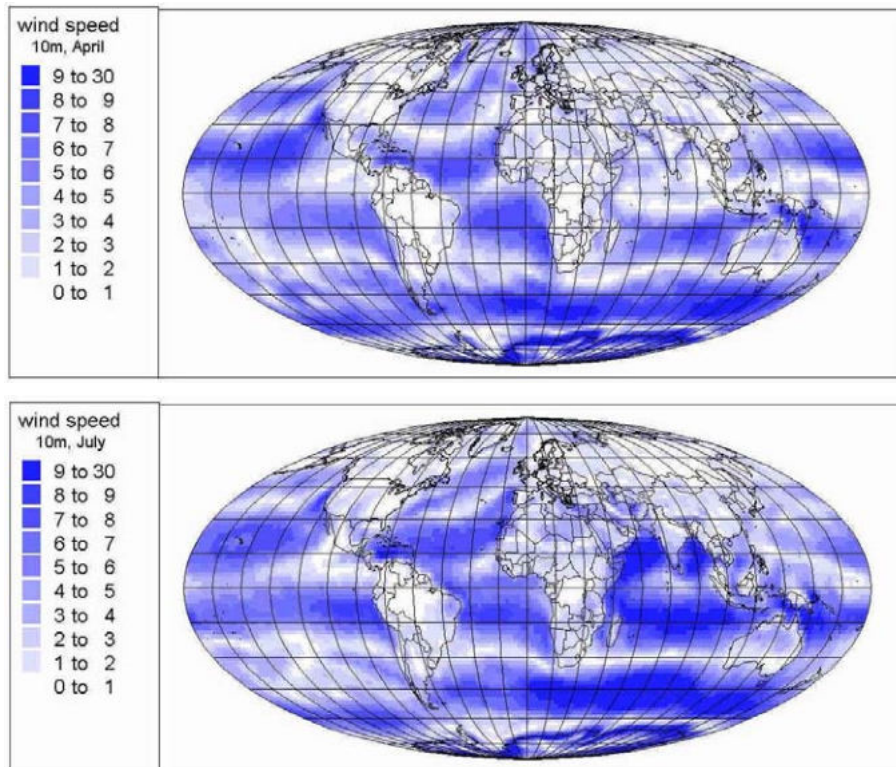 wind speed
10m, April
9 to 30
8 to 9
7 to 8
6 to 7
5 to 6
4 to 5
3 to 4
2 to 3
1 to 2
0 to 1
wind speed
10m, July
9 to 30
8 to 9
7 to 8
6 to 7
5 to 6
4 to 5
3 to 4
2 to 3
1 to 2
0 to 1